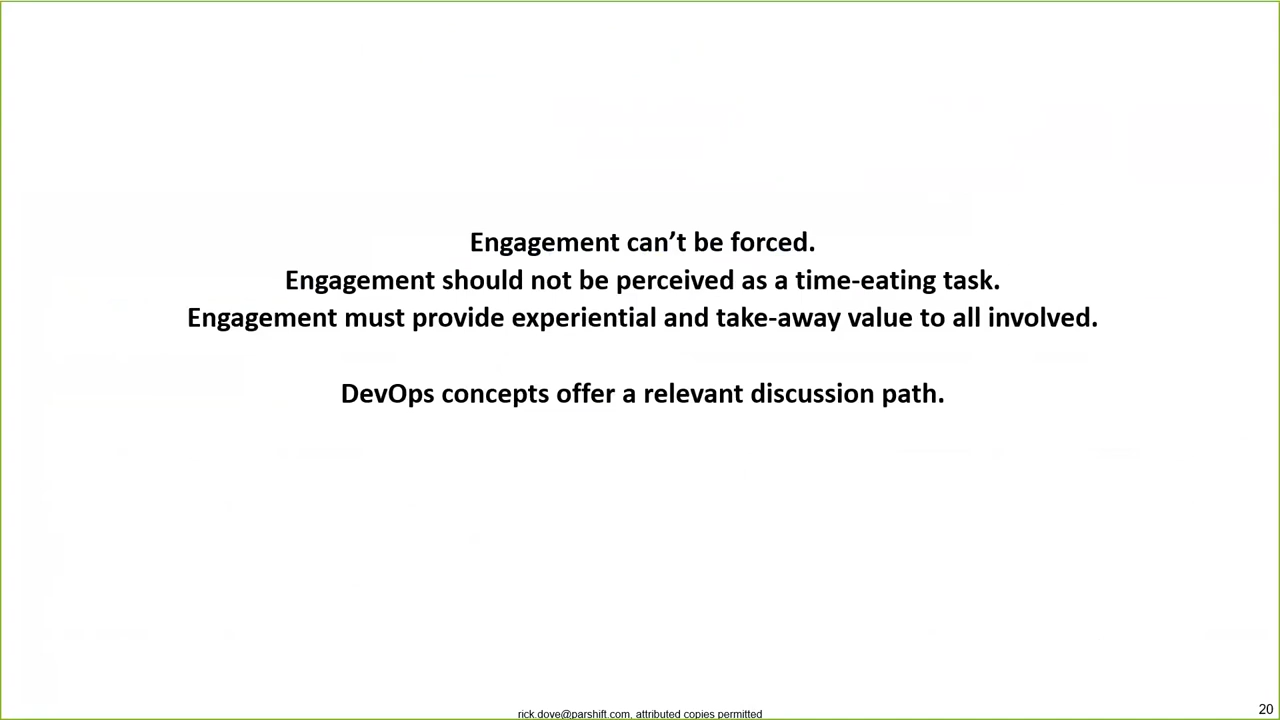 Engagement can’t be forced.
Engagement should not be perceived as a time-eating task.
Engagement must provide experiential and take-away value to all involved.
DevOps concepts offer a relevant discussion path.
rick.dove@parshift.com, attributed copies permitted
20